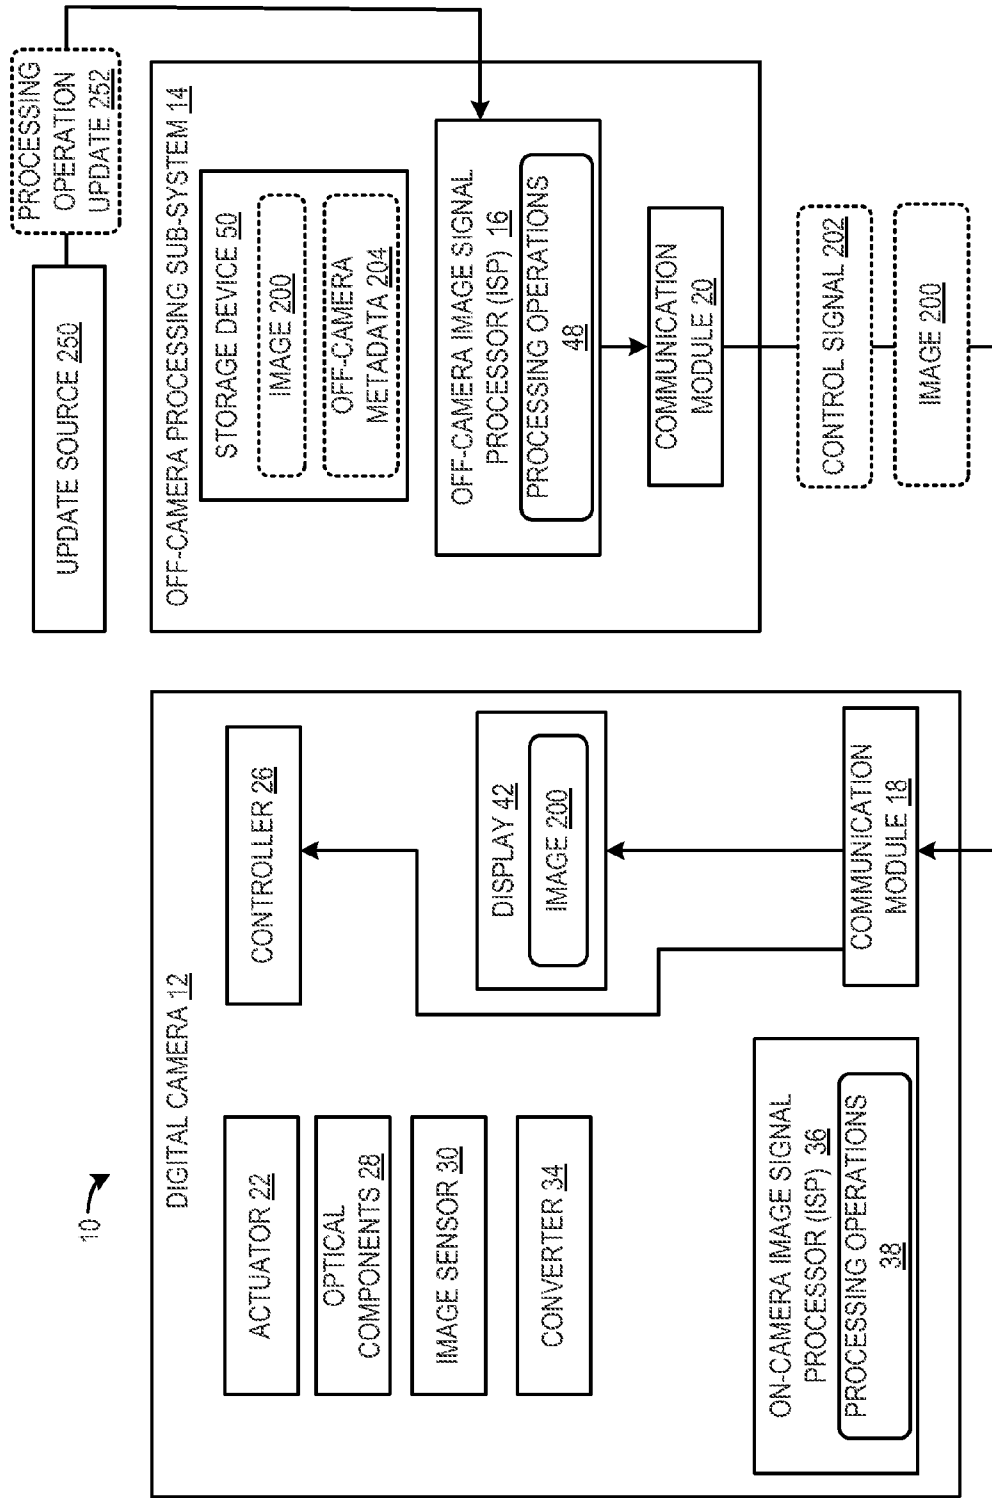 10
DIGITAL CAMERA 12
ACTUATOR 22
OPTICAL
COMPONENTS 28
IMAGE SENSOR 30
CONVERTER 34
ON-CAMERA IMAGE SIGNAL
PROCESSOR (ISP) 36
PROCESSING OPERATIONS
38
CONTROLLER 26
DISPLAY 42
IMAGE 200
COMMUNICATION
MODULE 18
UPDATE SOURCE 250
PROCESSING
OPERATION
UPDATE 252
OFF-CAMERA PROCESSING SUB-SYSTEM 14
STORAGE DEVICE 50
IMAGE 200
OFF-CAMERA
METADATA 204
OFF-CAMERA IMAGE SIGNAL
PROCESSOR (ISP) 16
PROCESSING OPERATIONS
48
COMMUNICATION
MODULE 20
CONTROL SIGNAL 202
IMAGE 200